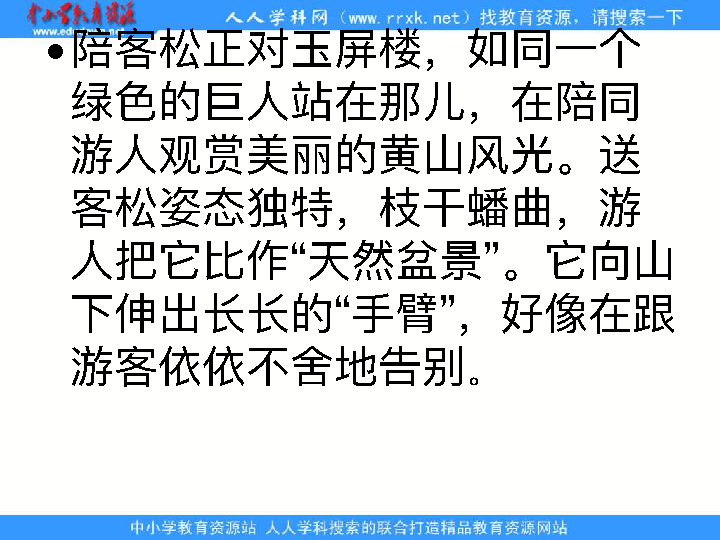 中小学教育资源
www.edudown.net
人人学科网（www.rrxk.net）找教育资源，请搜索一下
•陪客松正对玉屏楼，如同一个
绿色的巨人站在那儿，在陪同
游人观赏美丽的黄山风光。送
客松姿态独特，枝干蟠曲，游
人把它比作“天然盆景”。它向山
下伸出长长的“手臂”，好像在跟
游客依依不舍地告别。
中小学教育资源站 人人学科搜索的联合打造精品教育资源网站